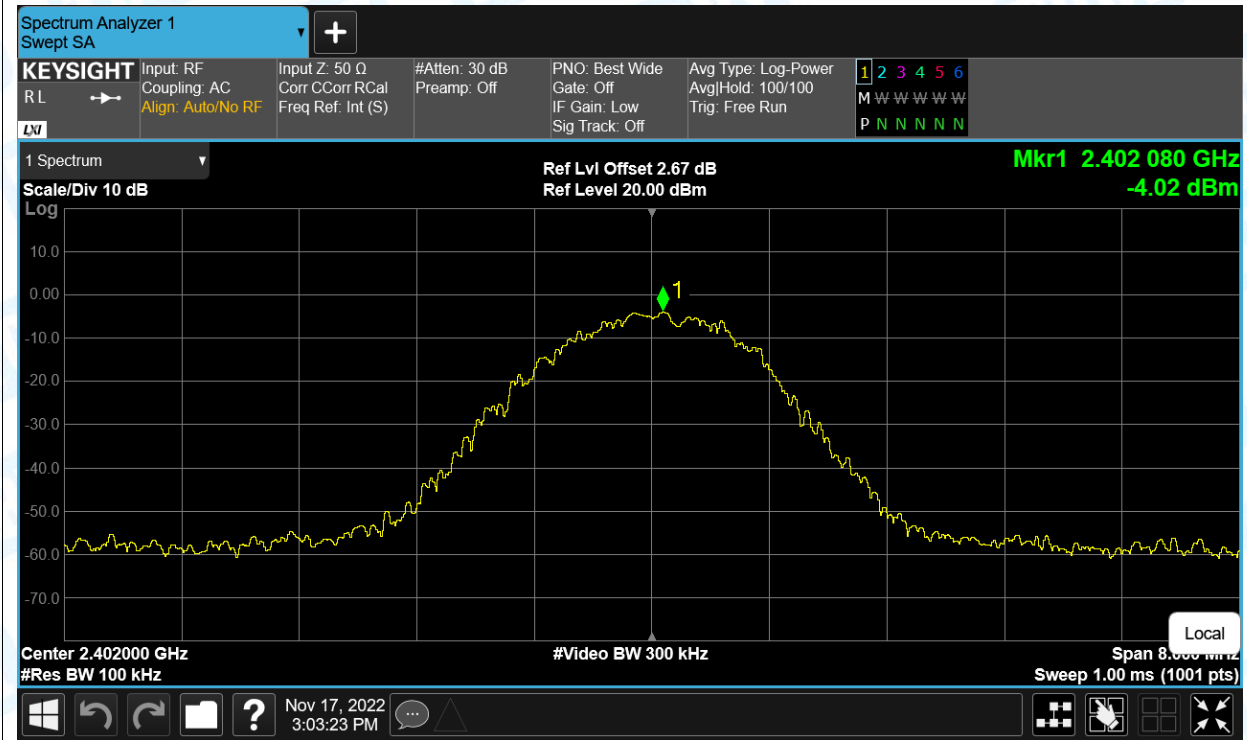 Spectrum Analyzer 1
Swept SA
+
KEYSIGHT
R L
LXI
Input: RF
Coupling: AC
Align: Auto/No RF
Input Z: 50 Ω
Corr CCorr RCal
Freq Ref: Int (S)
#Atten: 30 dB
Preamp: Off
PNO: Best Wide
Gate: Off
IF Gain: Low
Sig Track: Off
Avg Type: Log-Power
Avg|Hold: 100/100
Trig: Free Run
1 2 3 4 5 6
M W W W W W W
P N N N N N N
1 Spectrum
Scale/Div 10 dB
Ref Lvl Offset 2.67 dB
Ref Level 20.00 dBm
Mkr1 2.402 080 GHz
-4.02 dBm
Log
10.0
0.00
-10.0
-20.0
-30.0
-40.0
-50.0
-60.0
-70.0
1
Local
Center 2.402000 GHz
#Video BW 300 kHz
Span 8.000 MHz
#Res BW 100 kHz
Sweep 1.00 ms (1001 pts)
?
Nov 17, 2022
3:03:23 PM